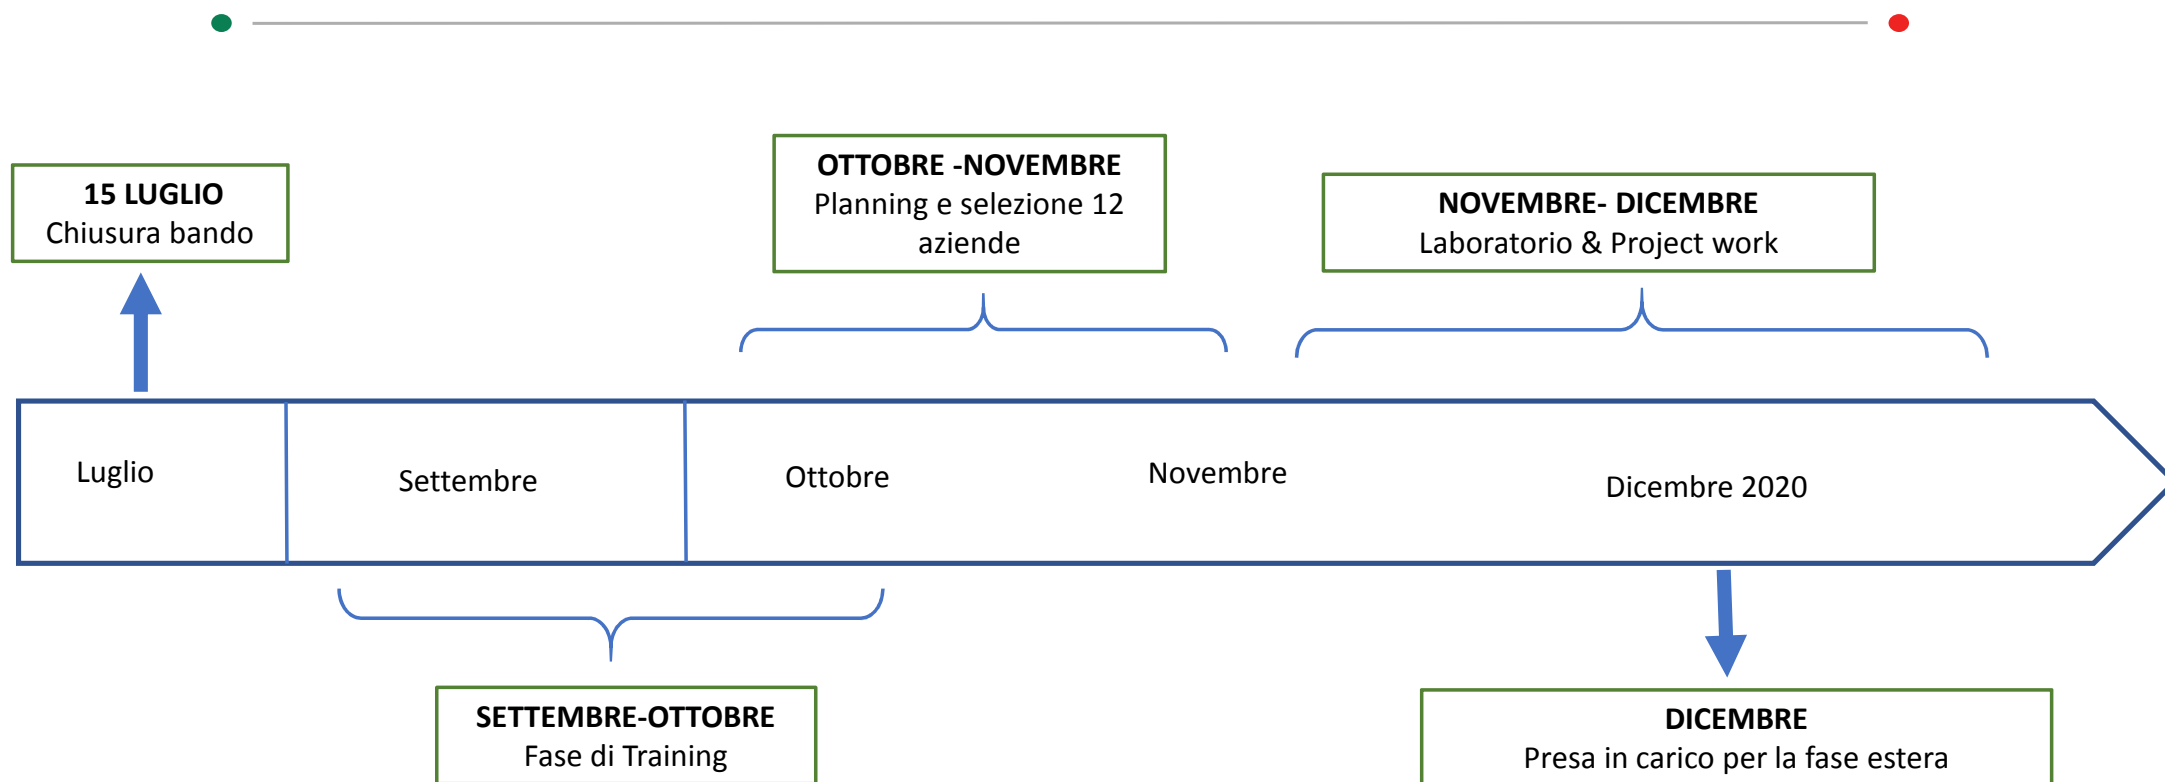 15 LUGLIO
Chiusura bando
OTTOBRE -NOVEMBRE
Planning e selezione 12
aziende
NOVEMBRE- DICEMBRE
Laboratorio & Project work
Luglio
Settembre
Ottobre
Novembre
Dicembre 2020
SETTEMBRE-OTTOBRE
Fase di Training
DICEMBRE
Presa in carico per la fase estera